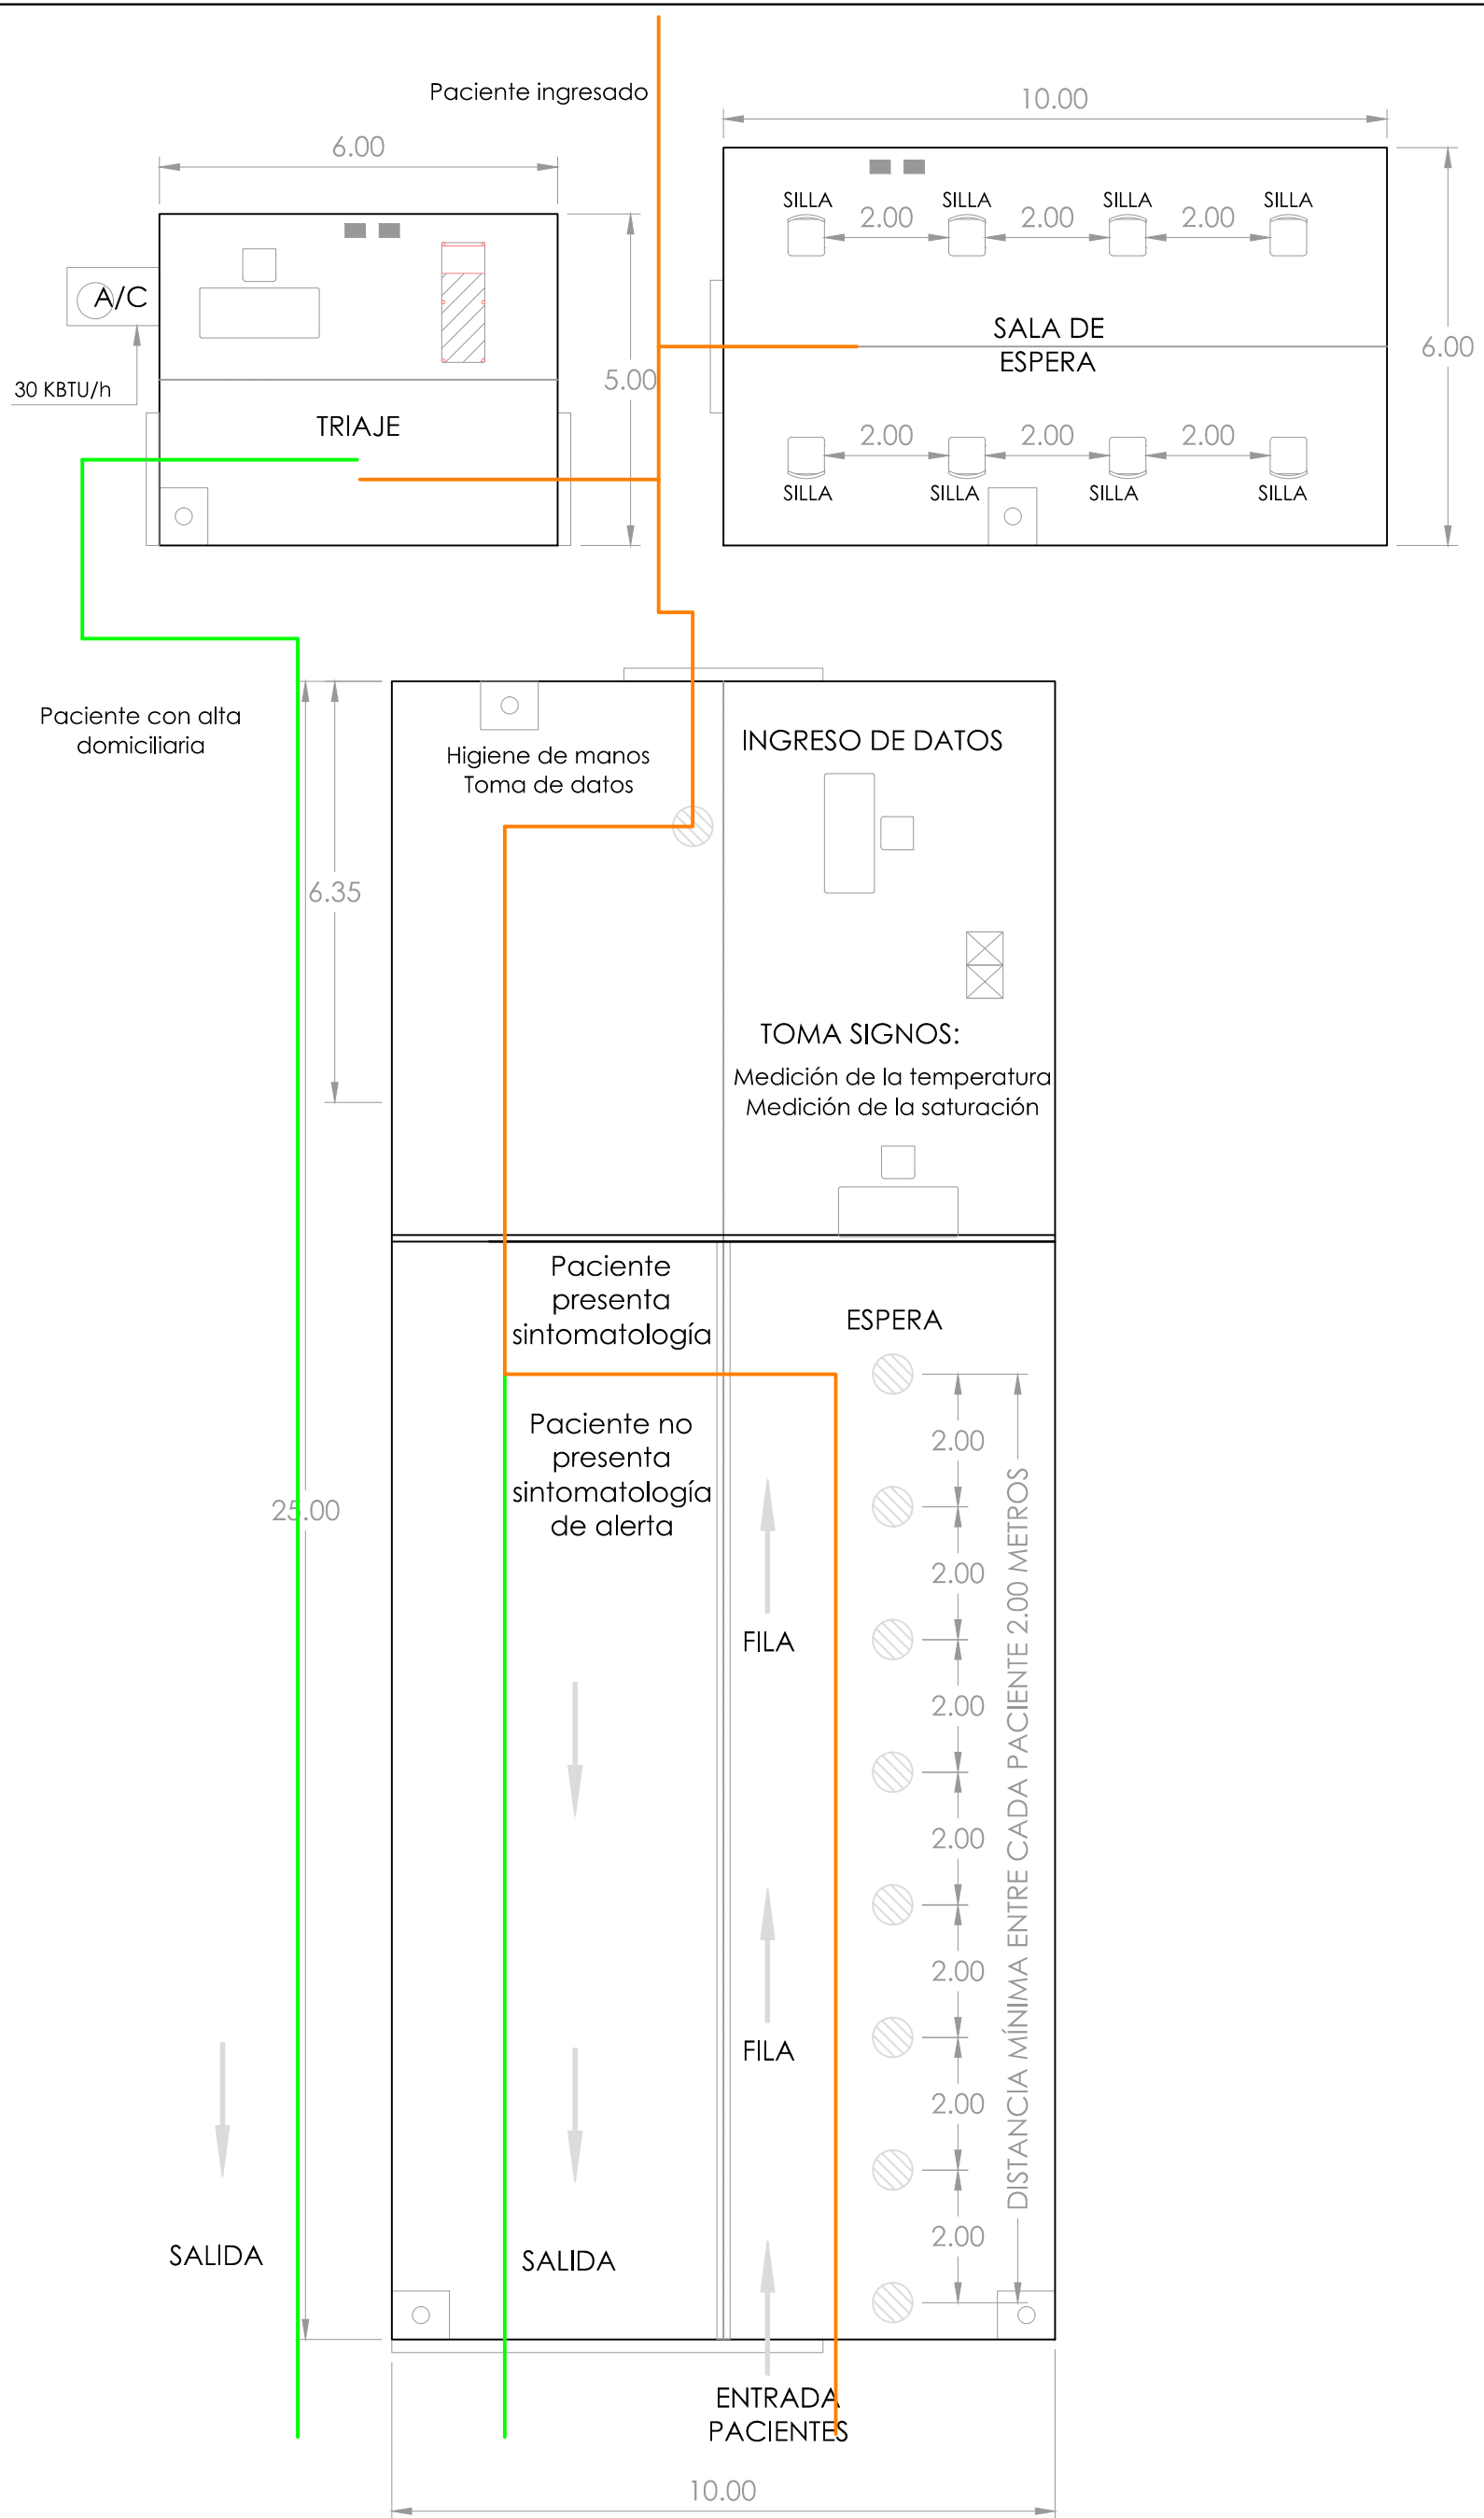 Paciente ingresado
10.00
6.00
SILLA
SILLA
SILLA
SILLA
2.00
2.00
2.00
A/C
SALA DE
ESPERA
6.00
30 KBTU/h
5.00
TRIAJE
2.00
2.00
2.00
SILLA
SILLA
SILLA
SILLA
Paciente con alta
domiciliaria
Higiene de manos
Toma de datos
INGRESO DE DATOS
6.35
TOMA SIGNOS:
Medición de la temperatura
Medición de la saturación
Paciente
presenta
sintomatología
ESPERA
Paciente no
presenta
sintomatología
de alerta
25.00
2.00
2.00
2.00
2.00
2.00
2.00
2.00
DISTANCIA MÍNIMA ENTRE CADA PACIENTE 2.00 METROS
FILA
FILA
SALIDA
SALIDA
ENTRADA
PACIENTES
10.00